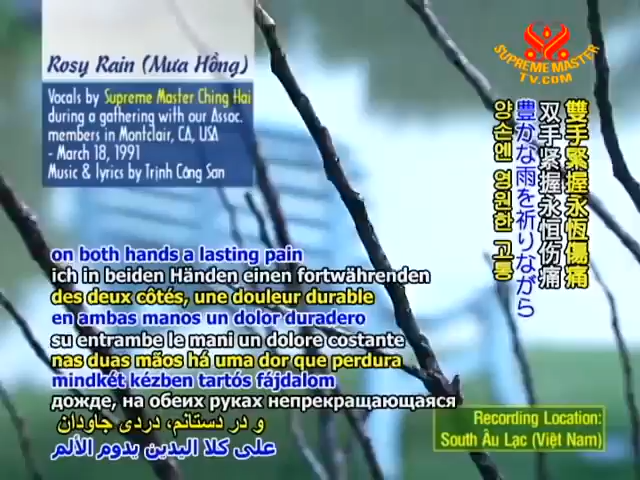 Rosy Rain (Mưa Hồng)
Vocals by Supreme Master Ching Hai
during a gathering with our Assoc.
members in Montclair, CA, USA
- March 18, 1991
Music & lyrics by Trịnh Công Sơn
SUPREME MASTER
TV.COM
雙手緊握永恆傷痛
双手紧握永恒伤痛
豊かな雨を祈りながら
양손엔 영원한 고통
on both hands a lasting pain
ich in beiden Händen einen fortwährenden
des deux côtés, une douleur durable
en ambas manos un dolor duradero
su entrambe le mani un dolore costante
nas duas mãos há uma dor que perdura
mindkét kézben tartós fájdalom
дожде, на обеих руках непрекращающаяся
و در دستانم، دردی جاودان
على كلا اليدين يدوم الألم
Recording Location:
South Âu Lạc (Việt Nam)